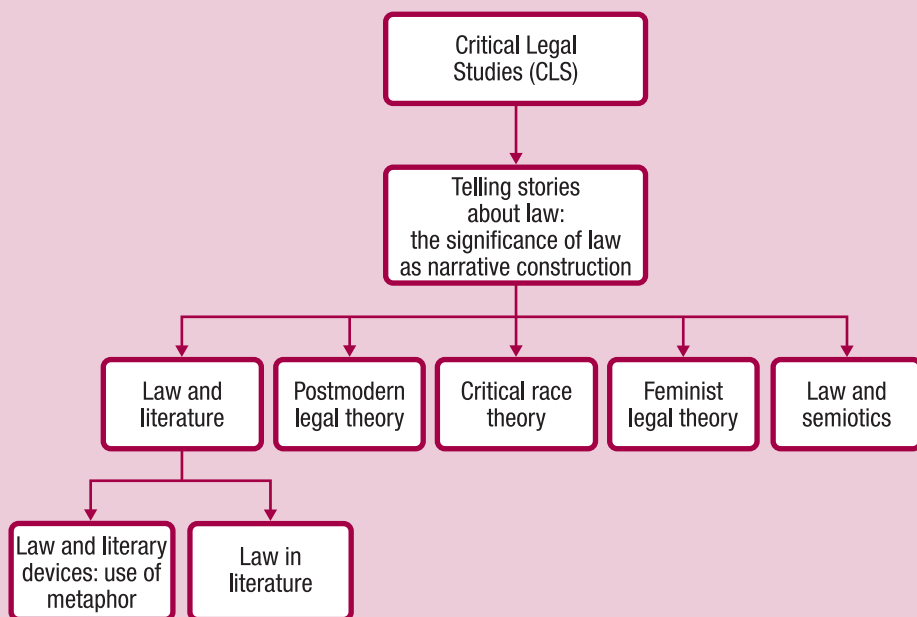 Critical Legal
Studies (CLS)
Telling stories
about law:
the significance of law
as narrative construction
Law and
literature
Postmodern
legal theory
Critical race
theory
Feminist
legal theory
Law and
semiotics
Law and literary
devices: use of
metaphor
Law in
literature